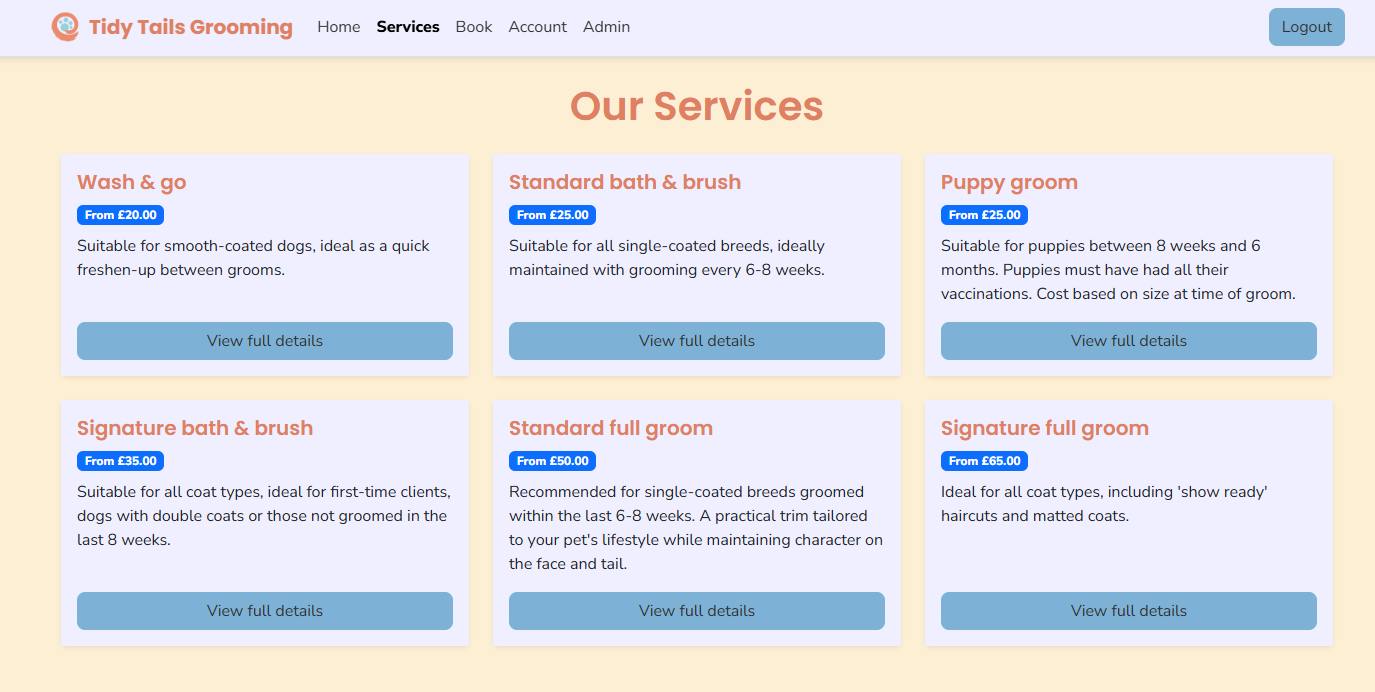 Tidy Tails Grooming Home Services Book Account Admin Logout
Our Services
Wash & go
From £20.00
Suitable for smooth-coated dogs, ideal as a quick
freshen-up between grooms.
View full details
Standard bath & brush
From £25.00
Suitable for all single-coated breeds, ideally
maintained with grooming every 6-8 weeks.
View full details
Puppy groom
From £25.00
Suitable for puppies between 8 weeks and 6
months. Puppies must have had all their
vaccinations. Cost based on size at time of groom.
View full details
Signature bath & brush
From £35.00
Suitable for all coat types, ideal for first-time clients,
dogs with double coats or those not groomed in the
last 8 weeks.
View full details
Standard full groom
From £50.00
Recommended for single-coated breeds groomed
within the last 6-8 weeks. A practical trim tailored
to your pet's lifestyle while maintaining character on
the face and tail.
View full details
Signature full groom
From £65.00
Ideal for all coat types, including 'show ready'
haircuts and matted coats.
View full details